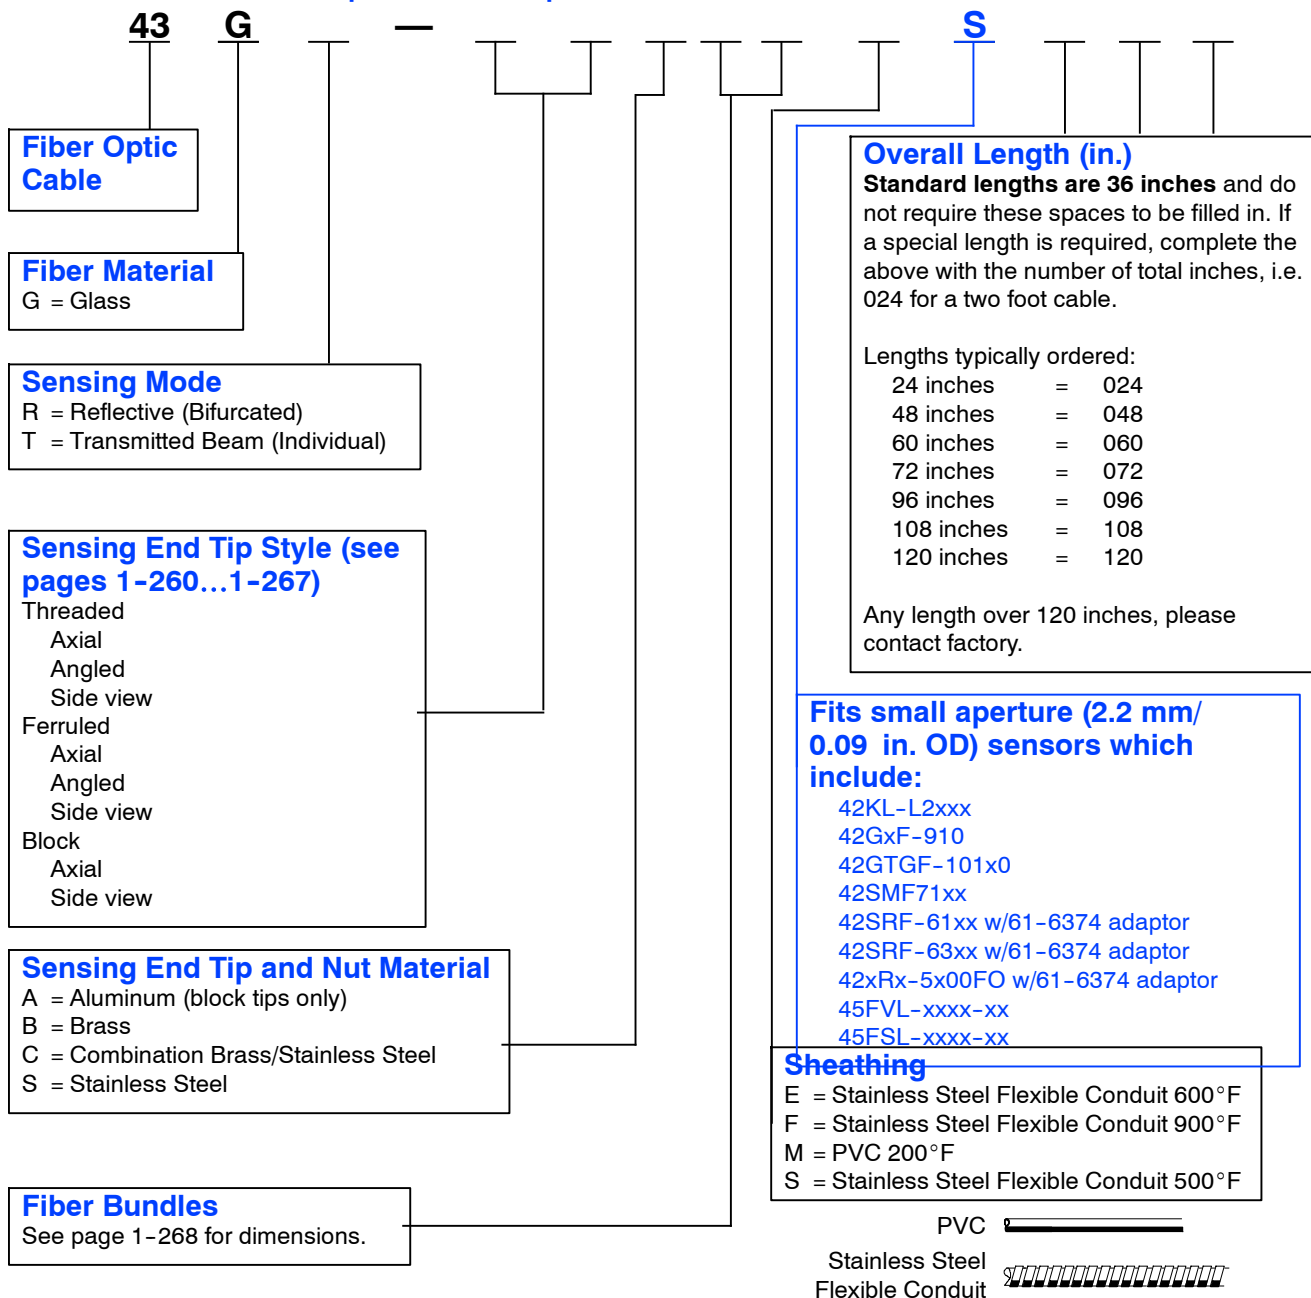 43 G — S
Fiber Optic
Cable
Fiber Material
G = Glass
Sensing Mode
R = Reflective (Bifurcated)
T = Transmitted Beam (Individual)
Sensing End Tip Style (see
pages 1-260...1-267)
Threaded
Axial
Angled
Side view
Ferruled
Axial
Angled
Side view
Block
Axial
Side view
Sensing End Tip and Nut Material
A = Aluminum (block tips only)
B = Brass
C = Combination Brass/Stainless Steel
S = Stainless Steel
Fiber Bundles
See page 1-268 for dimensions.
Overall Length (in.)
Standard lengths are 36 inches and do
not require these spaces to be filled in. If
a special length is required, complete the
above with the number of total inches, i.e.
024 for a two foot cable.
Lengths typically ordered:
24 inches = 024
48 inches = 048
60 inches = 060
72 inches = 072
96 inches = 096
108 inches = 108
120 inches = 120
Any length over 120 inches, please
contact factory.
Fits small aperture (2.2 mm/
0.09 in. OD) sensors which
include:
42KL-L2xxx
42GxF-910
42GTGF-101x0
42SMF71xx
42SRF-61xx w/61-6374 adaptor
42SRF-63xx w/61-6374 adaptor
42xRx-5x00FO w/61-6374 adaptor
45FVL-xxxx-xx
45FSL-xxxx-xx
Sheathing
E = Stainless Steel Flexible Conduit 600°F
F = Stainless Steel Flexible Conduit 900°F
M = PVC 200°F
S = Stainless Steel Flexible Conduit 500°F
PVC
Stainless Steel
Flexible Conduit